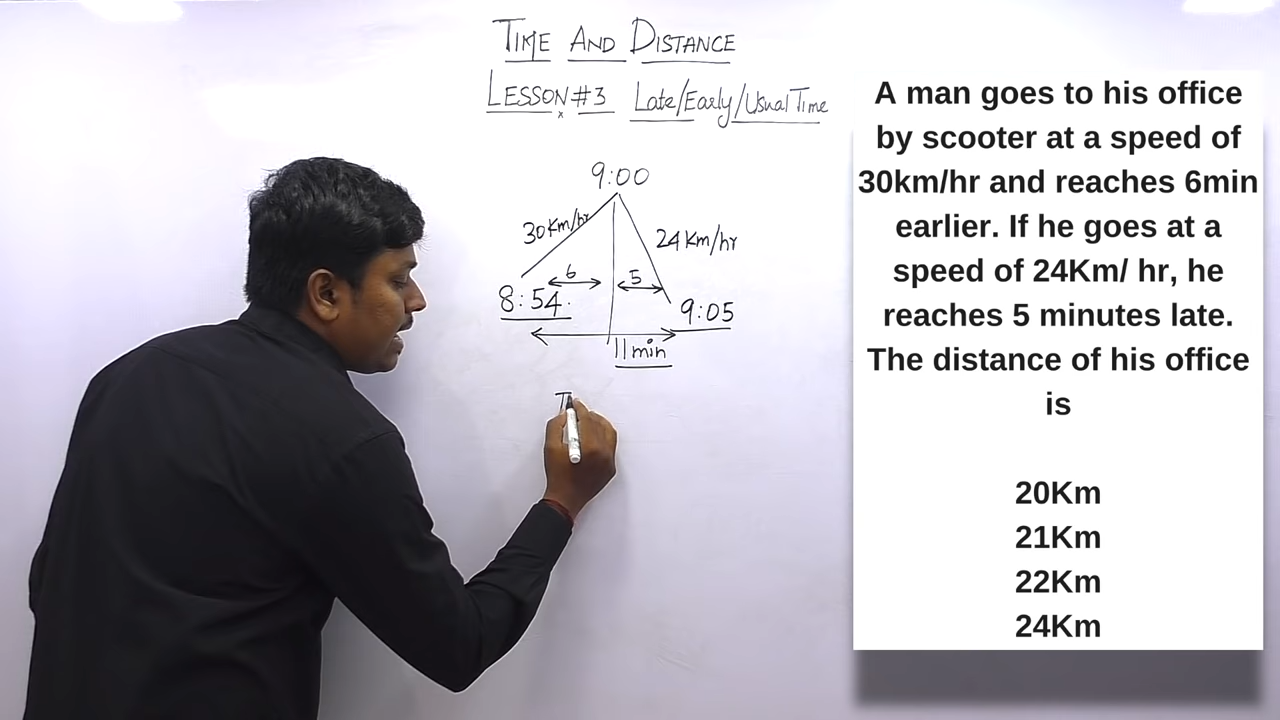 TIME AND DISTANCE
LESSON #3 Late/Early/Usual Time
9:00
30 Km/hr
24 Km/hr
6
5
8:54
9:05
11 min
T
A man goes to his office
by scooter at a speed of
30km/hr and reaches 6min
earlier. If he goes at a
speed of 24Km/ hr, he
reaches 5 minutes late.
The distance of his office
is
20Km
21Km
22Km
24Km